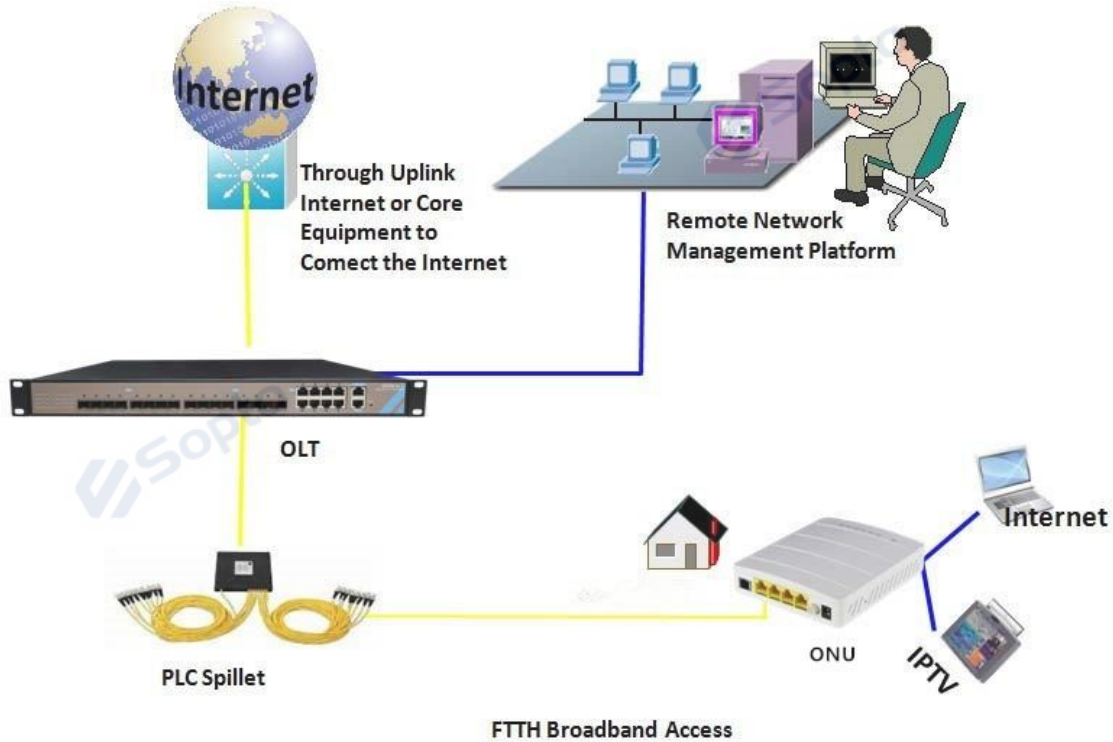 Internet
Through Uplink
Internet or Core
Equipment to
Comect the Internet
Remote Network
Management Platform
OLT
Sopto
PLC Spillet
ONU
Internet
IPTV
FTTH Broadband Access